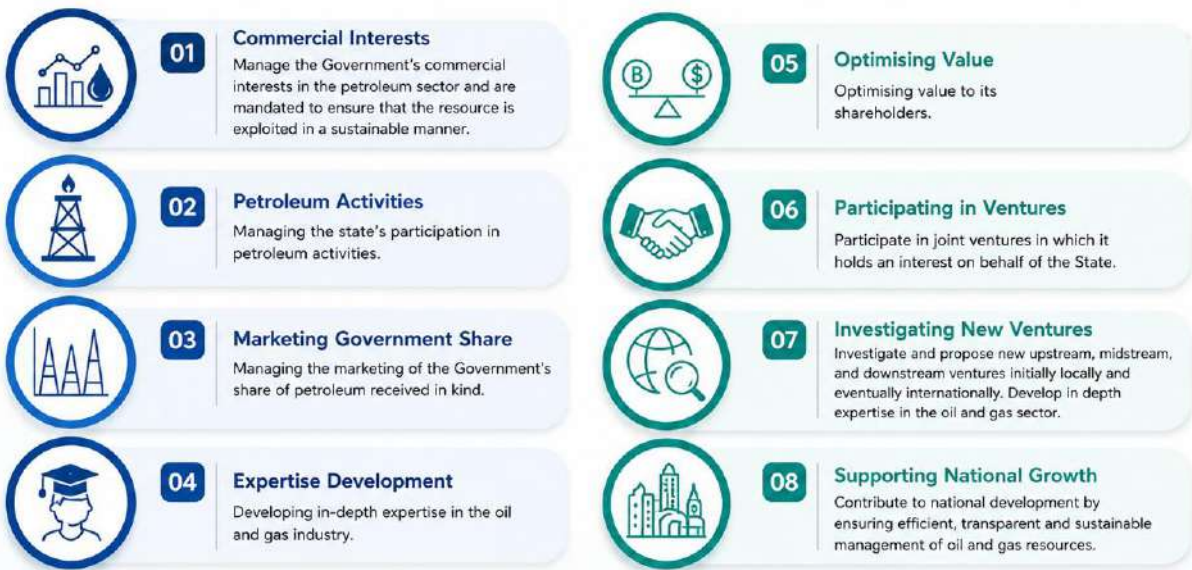 01
Commercial Interests
Manage the Government's commercial
interests in the petroleum sector and are
mandated to ensure that the resource is
exploited in a sustainable manner.
02
Petroleum Activities
Managing the state's participation in
petroleum activities.
03
Marketing Government Share
Managing the marketing of the Government's
share of petroleum received in kind.
04
Expertise Development
Developing in-depth expertise in the oil
and gas industry.
B $
05
Optimising Value
Optimising value to its
shareholders.
06
Participating in Ventures
Participate in joint ventures in which it
holds an interest on behalf of the State.
07
Investigating New Ventures
Investigate and propose new upstream, midstream,
and downstream ventures initially locally and
eventually internationally. Develop in depth
expertise in the oil and gas sector.
08
Supporting National Growth
Contribute to national development by
ensuring efficient, transparent and sustainable
management of oil and gas resources.